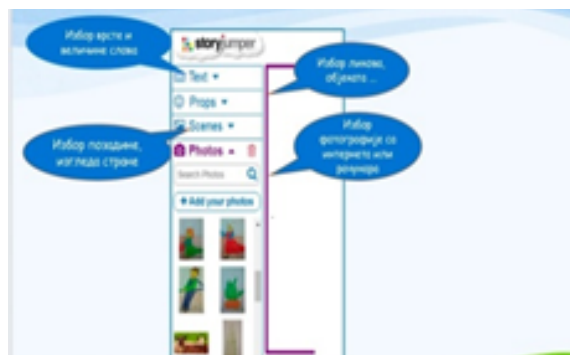 Избор врсте и
величине слова
storyjumper
Избор ликова,
објеката ...
Text
Props
Scenes
Избор позадине,
изгледа стране
Photos
Избор
фотографије са
интернета или
рачунара
Search Photos
+ Add your photos